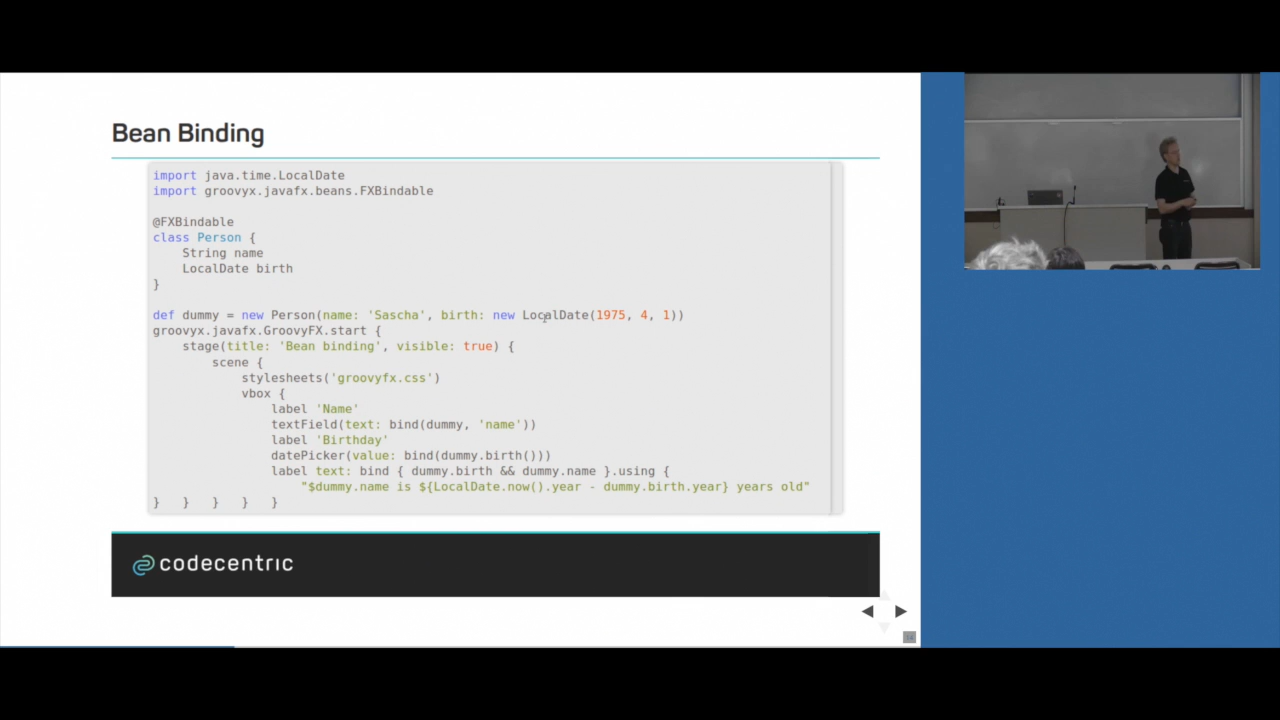 Bean Binding
import java.time.LocalDate
import groovyx.javafx.beans.FXBindable
@FXBindable
class Person {
    String name
    LocalDate birth
}
def dummy = new Person(name: 'Sascha', birth: new LocalDate(1975, 4, 1))
groovyx.javafx.GroovyFX.start {
    stage(title: 'Bean binding', visible: true) {
        scene {
            stylesheets('groovyfx.css')
            vbox {
                label 'Name'
                textField(text: bind(dummy, 'name'))
                label 'Birthday'
                datePicker(value: bind(dummy.birth()))
                label text: bind { dummy.birth && dummy.name }.using {
                    "$dummy.name is ${LocalDate.now().year - dummy.birth.year} years old"
}   }   }   }   }
codecentric